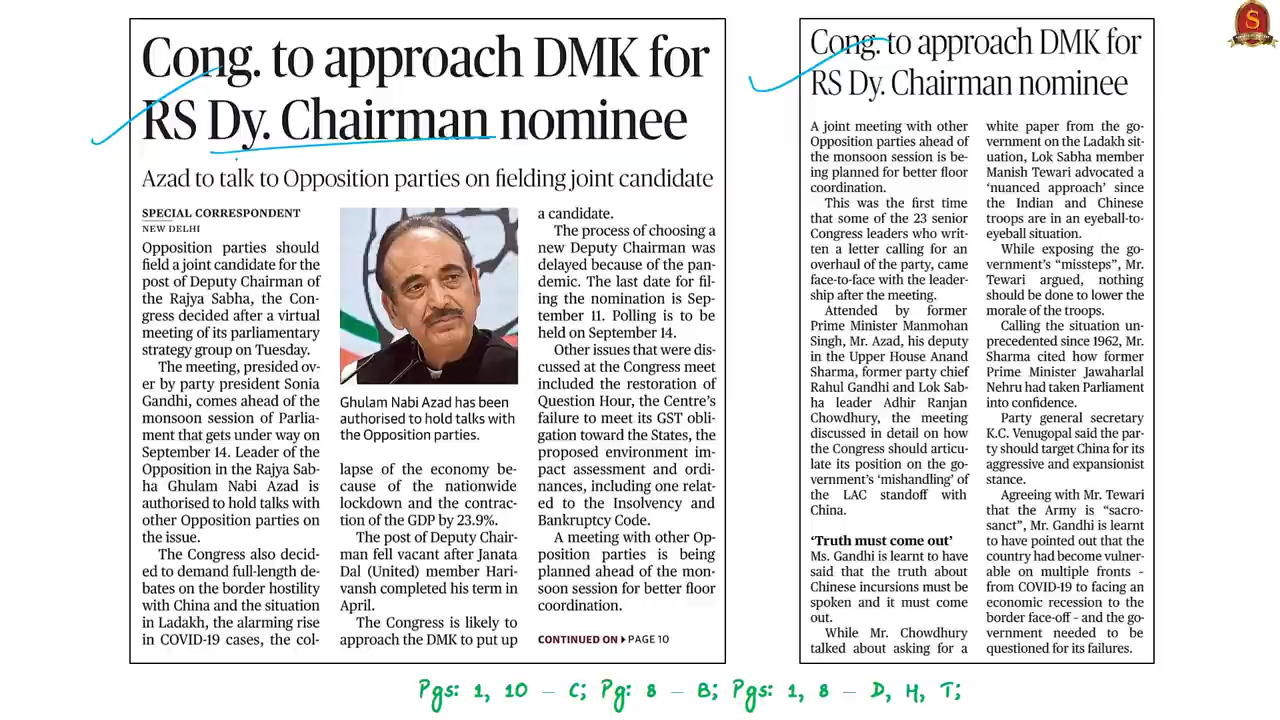 Cong. to approach DMK for
RS Dy. Chairman nominee
Azad to talk to Opposition parties on fielding joint candidate
SPECIAL CORRESPONDENT
NEW DELHI
Opposition parties should
field a joint candidate for the
post of Deputy Chairman of
the Rajya Sabha, the Con-
gress decided after a virtual
meeting of its parliamentary
strategy group on Tuesday.
The meeting, presided ov-
er by party president Sonia
Gandhi, comes ahead of the
monsoon session of Parlia-
ment that gets under way on
September 14. Leader of the
Opposition in the Rajya Sab-
ha Ghulam Nabi Azad is
authorised to hold talks with
other Opposition parties on
the issue.
The Congress also decid-
ed to demand full-length de-
bates on the border hostility
with China and the situation
in Ladakh, the alarming rise
in COVID-19 cases, the col-
Ghulam Nabi Azad has been
authorised to hold talks with
the Opposition parties.
lapse of the economy be-
cause of the nationwide
lockdown and the contrac-
tion of the GDP by 23.9%.
The post of Deputy Chair-
man fell vacant after Janata
Dal (United) member Hari-
vansh completed his term in
April.
The Congress is likely to
approach the DMK to put up
a candidate.
The process of choosing a
new Deputy Chairman was
delayed because of the pan-
demic. The last date for fil-
ing the nomination is Sep-
tember 11. Polling is to be
held on September 14.
Other issues that were dis-
cussed at the Congress meet
included the restoration of
Question Hour, the Centre's
failure to meet its GST obli-
gation toward the States, the
proposed environment im-
pact assessment and ordi-
nances, including one relat-
ed to the Insolvency and
Bankruptcy Code.
A meeting with other Op-
position parties is being
planned ahead of the mon-
soon session for better floor
coordination.
CONTINUED ON PAGE 10
Cong. to approach DMK for
RS Dy. Chairman nominee
A joint meeting with other
Opposition parties ahead of
the monsoon session is be-
ing planned for better floor
coordination.
This was the first time
that some of the 23 senior
Congress leaders who writ-
ten a letter calling for an
overhaul of the party, came
face-to-face with the leader-
ship after the meeting.
Attended by former
Prime Minister Manmohan
Singh, Mr. Azad, his deputy
in the Upper House Anand
Sharma, former party chief
Rahul Gandhi and Lok Sab-
ha leader Adhir Ranjan
Chowdhury, the meeting
discussed in detail on how
the Congress should articu-
late its position on the go-
vernment's 'mishandling' of
the LAC standoff with
China.
'Truth must come out'
Ms. Gandhi is learnt to have
said that the truth about
Chinese incursions must be
spoken and it must come
out.
While Mr. Chowdhury
talked about asking for a
white paper from the go-
vernment on the Ladakh sit-
uation, Lok Sabha member
Manish Tewari advocated a
'nuanced approach' since
the Indian and Chinese
troops are in an eyeball-to-
eyeball situation.
While exposing the go-
vernment's "missteps", Mr.
Tewari argued, nothing
should be done to lower the
morale of the troops.
Calling the situation un-
precedented since 1962, Mr.
Sharma cited how former
Prime Minister Jawaharlal
Nehru had taken Parliament
into confidence.
Party general secretary
K.C. Venugopal said the par-
ty should target China for its
aggressive and expansionist
stance.
Agreeing with Mr. Tewari
that the Army is "sacro-
sanct", Mr. Gandhi is learnt
to have pointed out that the
country had become vulner-
able on multiple fronts -
from COVID-19 to facing an
economic recession to the
border face-off - and the go-
vernment needed to be
questioned for its failures.
Pgs: 1, 10 – C; Pg: 8 – B; Pgs: 1, 8 – D, H, T;